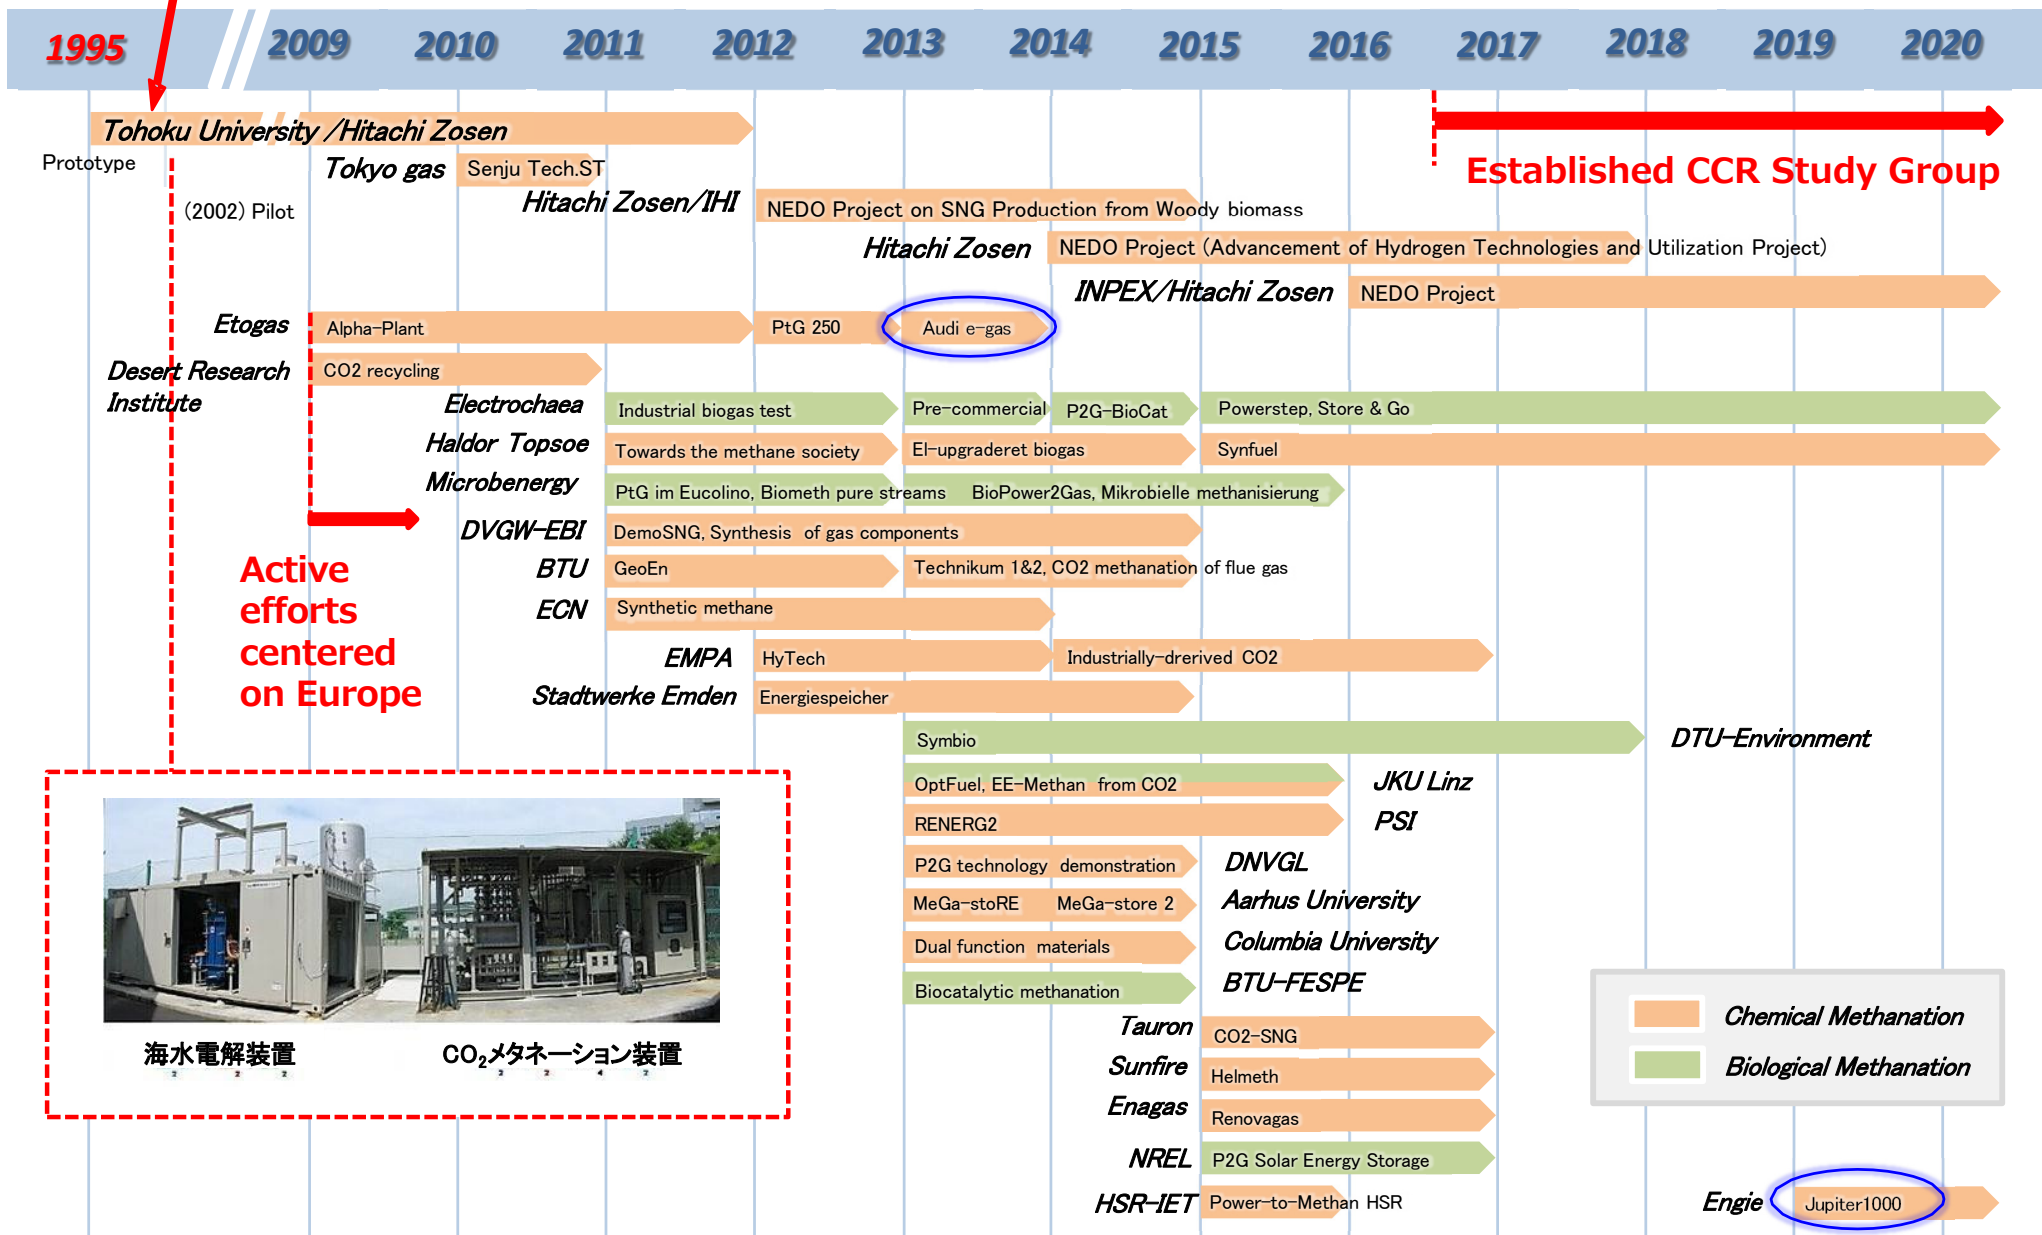 1995 2009 2010 2011 2012 2013 2014 2015 2016 2017 2018 2019 2020
Tohoku University /Hitachi Zosen
Prototype
Tokyo gas Senju Tech.ST
Established CCR Study Group
(2002) Pilot
Hitachi Zosen/IHI NEDO Project on SNG Production from Woody biomass
Hitachi Zosen NEDO Project (Advancement of Hydrogen Technologies and Utilization Project)
INPEX/Hitachi Zosen NEDO Project
Etogas Alpha-Plant PtG 250 Audi e-gas
Desert Research
Institute
CO2 recycling
Electrochaea Industrial biogas test Pre-commercial P2G-BioCat Powerstep, Store & Go
Haldor Topsoe Towards the methane society El-upgraderet biogas Synfuel
Microbenergy PtG im Eucolino, Biometh pure streams BioPower2Gas, Mikrobielle methanisierung
DVGW-EBI DemoSNG, Synthesis of gas components
BTU GeoEn Technikum 1&2, CO2 methanation of flue gas
ECN Synthetic methane
Active
efforts
centered
on Europe
EMPA HyTech Industrially-drerived CO2
Stadtwerke Emden Energiespeicher
Symbio DTU-Environment
OptFuel, EE-Methan from CO2 JKU Linz
RENERG2 PSI
P2G technology demonstration DNVGL
MeGa-stoRE MeGa-store 2 Aarhus University
Dual function materials Columbia University
Biocatalytic methanation BTU-FESPE
Tauron CO2-SNG
Sunfire Helmeth
Enagas Renovagas
NREL P2G Solar Energy Storage
HSR-IET Power-to-Methan HSR
Engie Jupiter1000
海水電解装置 CO₂メタネーション装置
Chemical Methanation
Biological Methanation